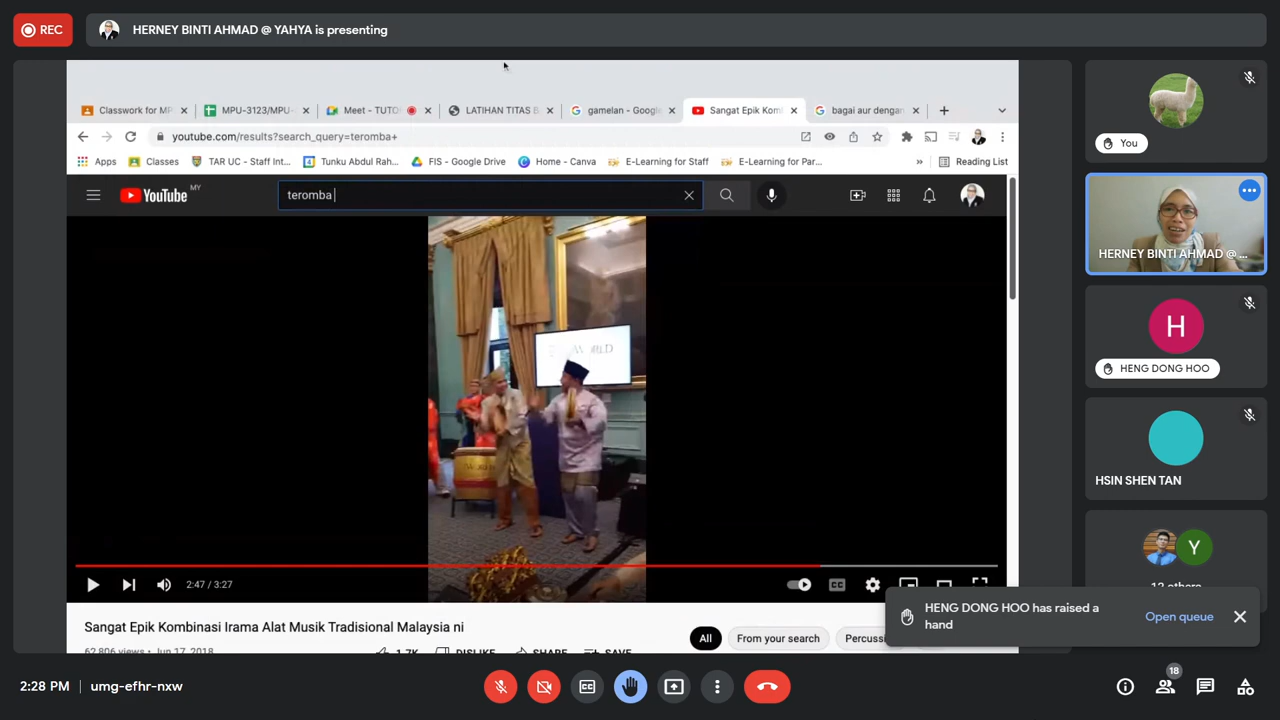 REC
HERNEY BINTI AHMAD @ YAHYA is presenting
Classwork for MP
MPU-3123/MPU-
Meet - TUTO
LATIHAN TITAS B
gamelan - Google
Sangat Epik Kom
bagai aur dengan
youtube.com/results?search_query=teromba+
Apps
Classes
TAR UC - Staff Int...
Tunku Abdul Rah...
FIS - Google Drive
Home - Canva
E-Learning for Staff
E-Learning for Par...
»
Reading List
YouTube MY
teromba
WORLD
2:47 / 3:27
CC
Sangat Epik Kombinasi Irama Alat Musik Tradisional Malaysia ni
62,806 views • Jun 17, 2018
1.7K
DISLIKE
SHARE
SAVE
All
From your search
Percussi
You
HERNEY BINTI AHMAD @ ...
H
HENG DONG HOO
HSIN SHEN TAN
Y
12 others
HENG DONG HOO has raised a
hand
Open queue
2:28 PM
umg-efhr-nxw
18